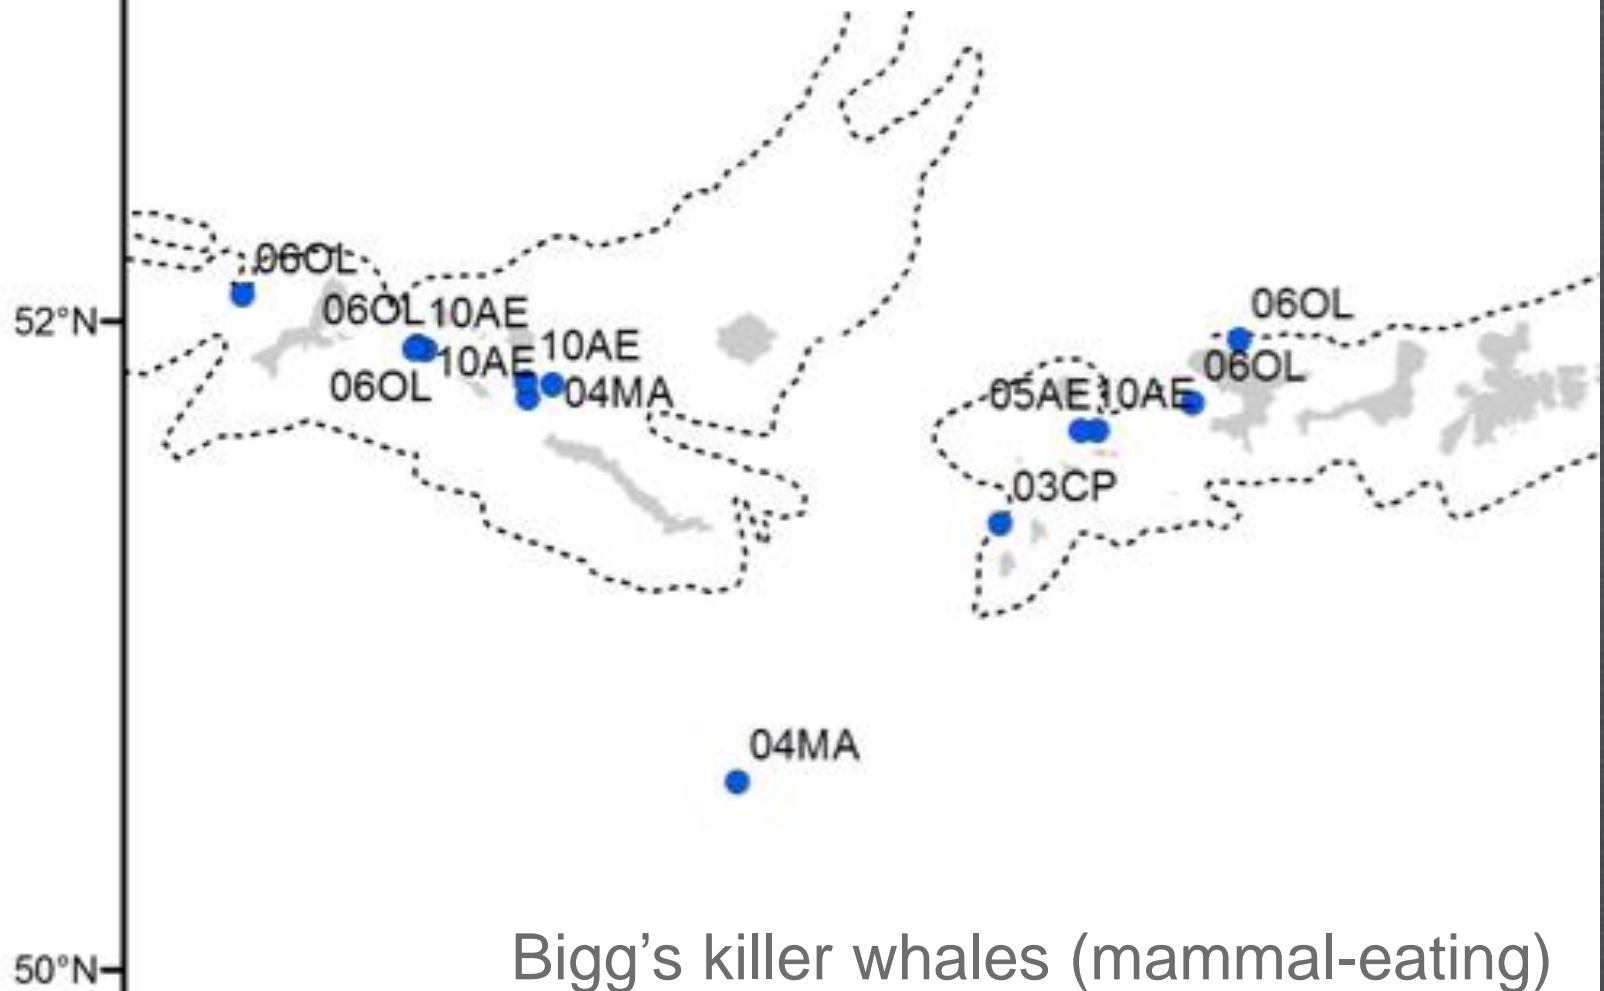 06OL
52°N
06OL 10AE
06OL
10AE 10AE
06OL
04MA
06OL
05AE 10AE
03CP
04MA
50°N
Bigg’s killer whales (mammal-eating)